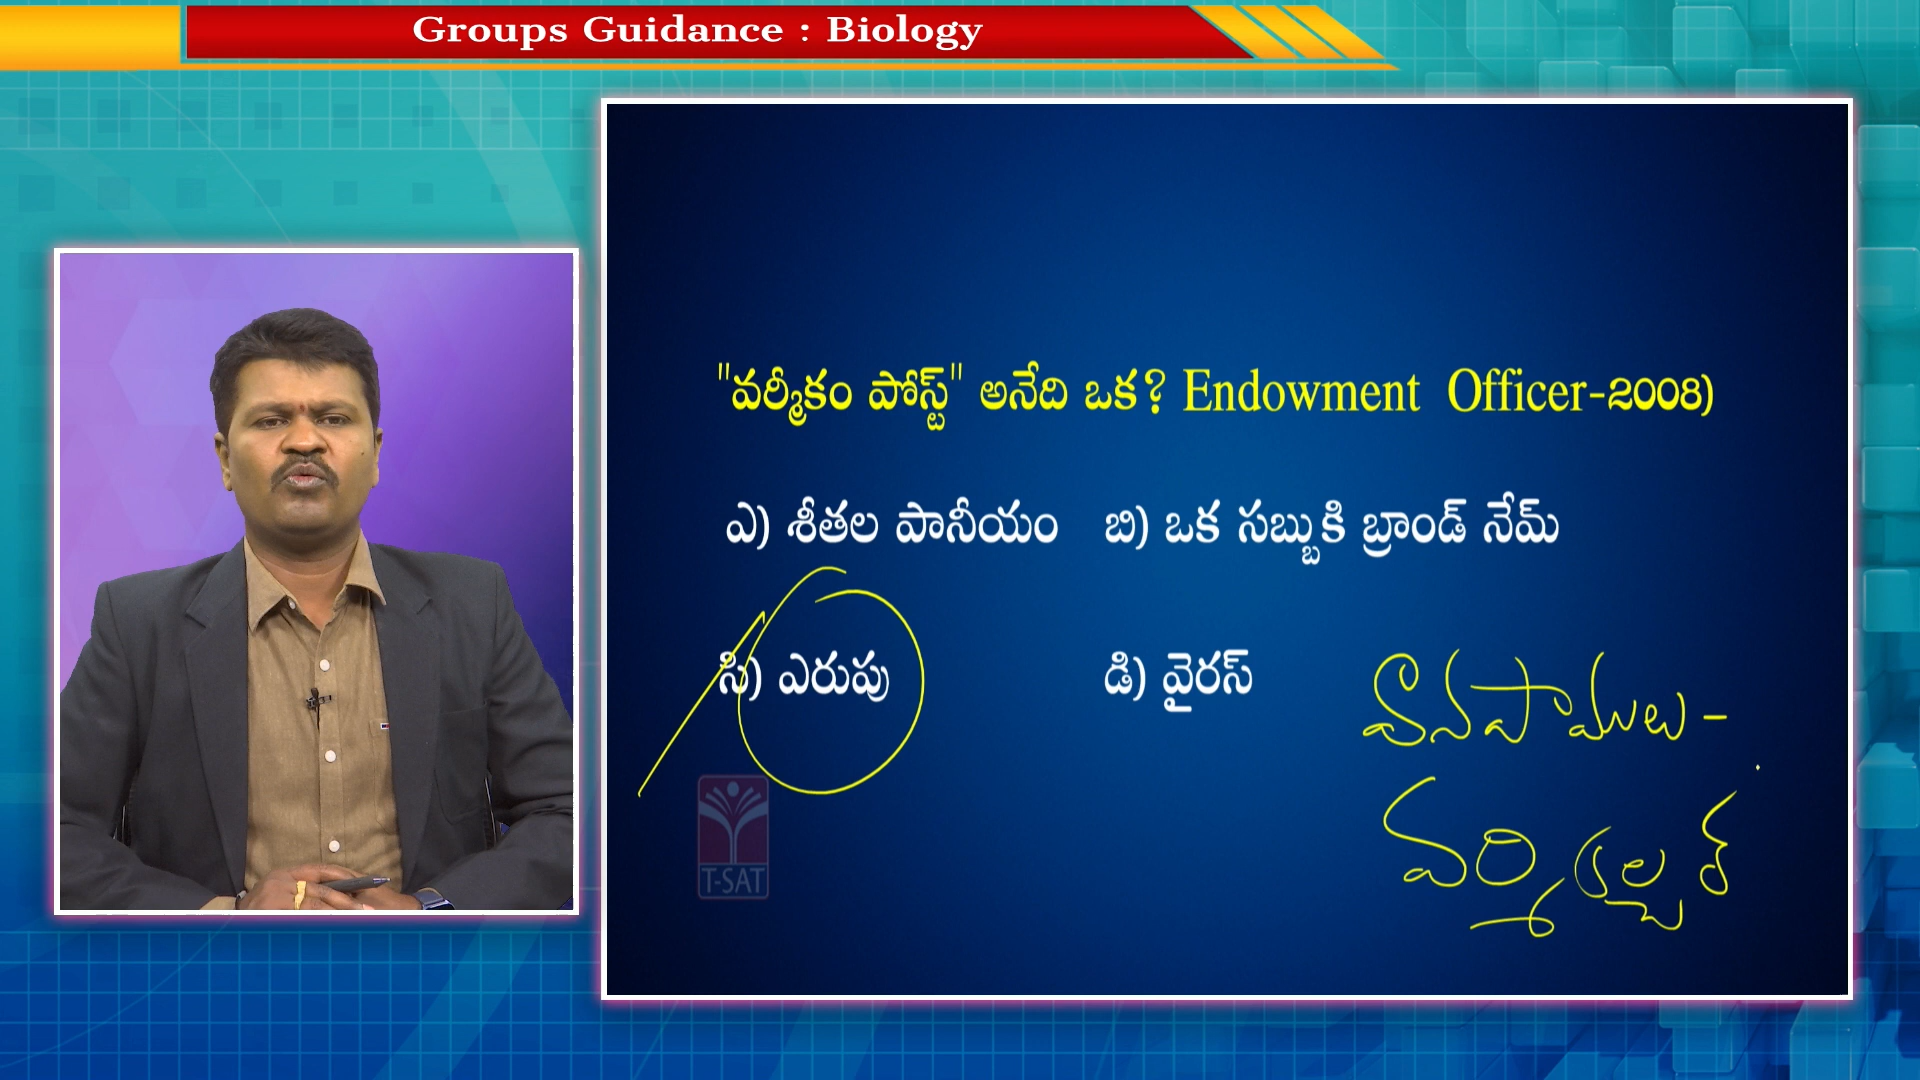 Groups Guidance : Biology
"వర్మీకం పోస్ట్" అనేది ఒక? Endowment Officer-2008)
ఎ) శీతల పానీయం బి) ఒక సబ్బుకి బ్రాండ్ నేమ్
సి) ఎరుపు డి) వైరస్
వానపాములు -
వర్మికల్చర్
T-SAT